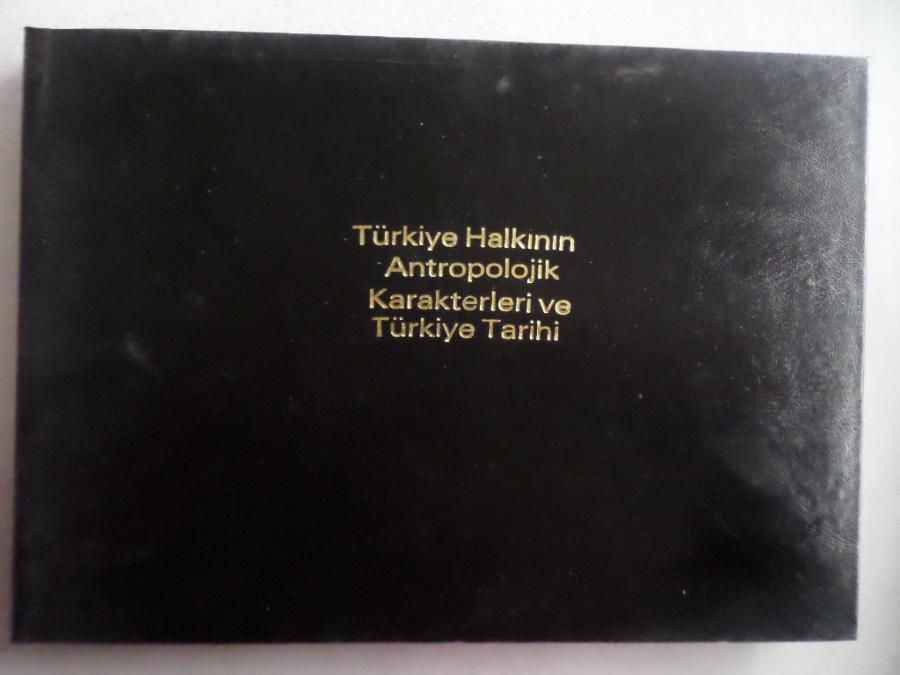 Türkiye Halkının
Antropolojik
Karakterleri ve
Türkiye Tarihi